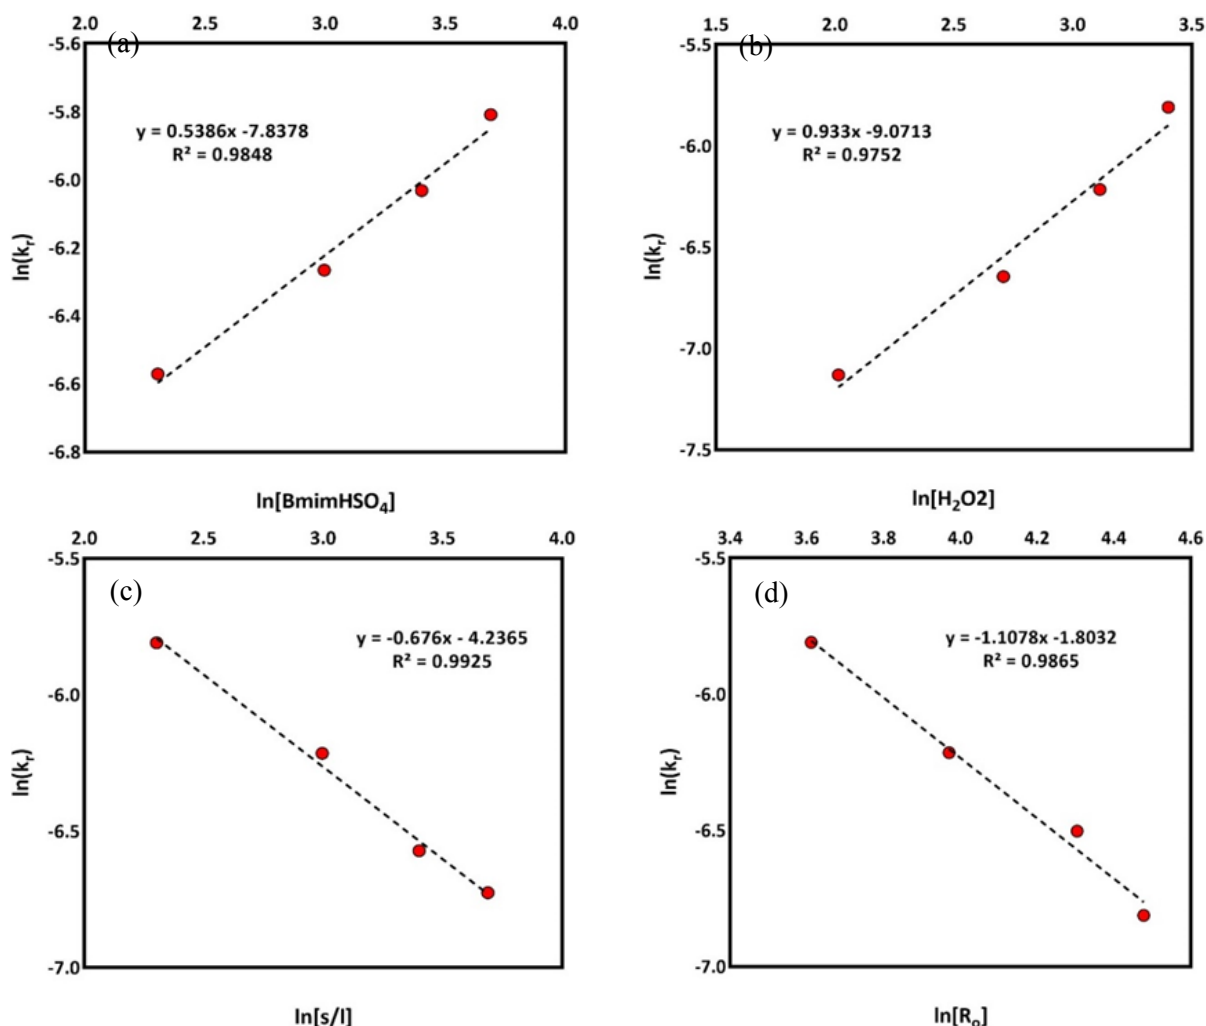 2.0 2.5 3.0 3.5 4.0
(a)
-5.6
-5.8
-6.0
-6.2
-6.4
-6.6
-6.8
y = 0.5386x -7.8378
R² = 0.9848
ln(kᵣ)
ln[BmimHSO₄]
1.5 2.0 2.5 3.0 3.5
(b)
-5.5
-6.0
-6.5
-7.0
-7.5
y = 0.933x -9.0713
R² = 0.9752
ln(kᵣ)
ln[H₂O2]
2.0 2.5 3.0 3.5 4.0
(c)
-5.5
-6.0
-6.5
-7.0
y = -0.676x - 4.2365
R² = 0.9925
ln(kᵣ)
ln[s/l]
3.4 3.6 3.8 4.0 4.2 4.4 4.6
(d)
-5.5
-6.0
-6.5
-7.0
y = -1.1078x -1.8032
R² = 0.9865
ln(kᵣ)
ln[Rₒ]